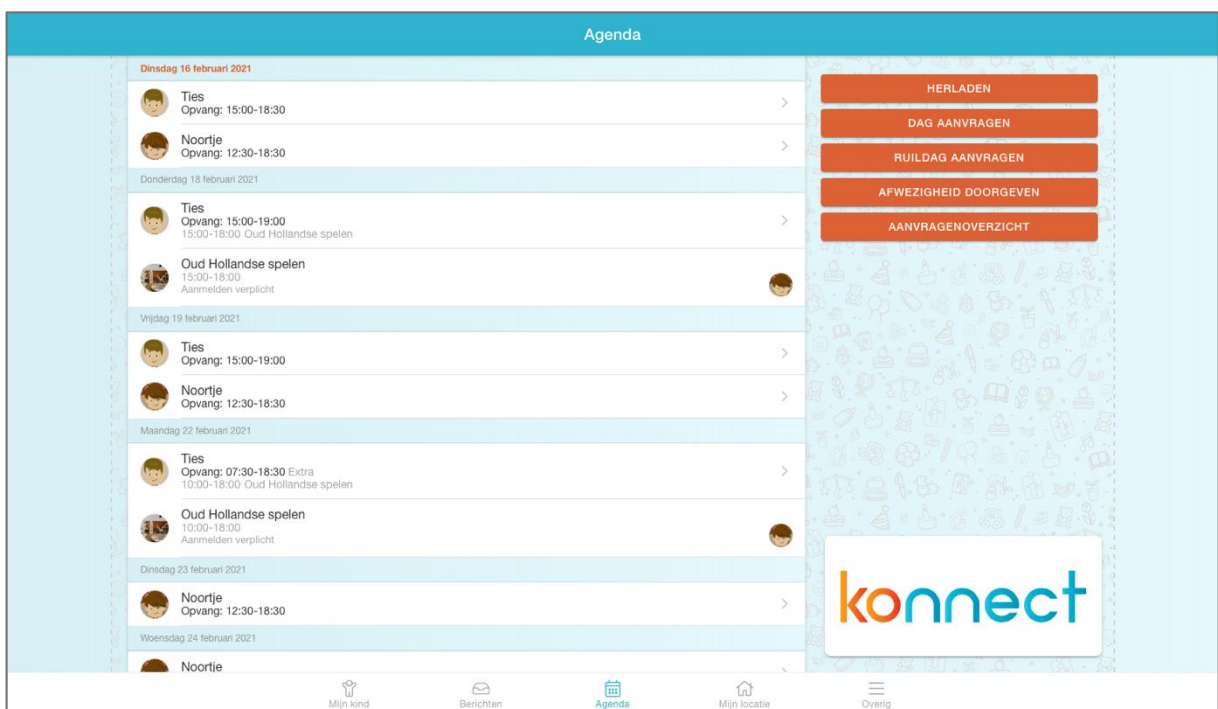 Agenda
Dinsdag 16 februari 2021
Ties
Opvang: 15:00-18:30
Noortje
Opvang: 12:30-18:30
Donderdag 18 februari 2021
Ties
Opvang: 15:00-19:00
15:00-18:00 Oud Hollandse spelen
Oud Hollandse spelen
15:00-18:00
Aanmelden verplicht
Vrijdag 19 februari 2021
Ties
Opvang: 15:00-19:00
Noortje
Opvang: 12:30-18:30
Maandag 22 februari 2021
Ties
Opvang: 07:30-18:30 Extra
10:00-18:00 Oud Hollandse spelen
Oud Hollandse spelen
10:00-18:00
Aanmelden verplicht
Dinsdag 23 februari 2021
Noortje
Opvang: 12:30-18:30
Woensdag 24 februari 2021
Noortje
HERLADEN
DAG AANVRAGEN
RUILDAG AANVRAGEN
AFWEZIGHEID DOORGEVEN
AANVRAGENOVERZICHT
konnect
Mijn kind
Berichten
Agenda
Mijn locatie
Overig